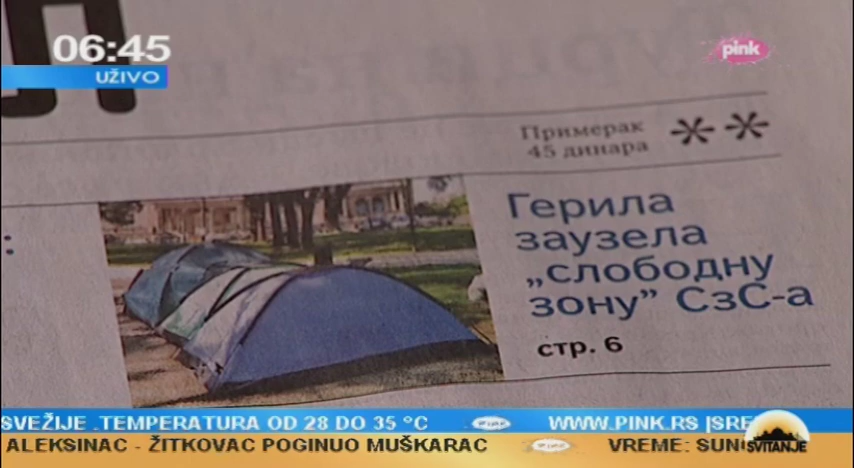 06:45
UŽIVO
pink
Примерак
45 динара
Герила
заузела
„слободну
зону” СзС-а
стр. 6
SVEŽIJE .TEMPERATURA OD 28 DO 35 °C
WWW.PINK.RS |SRE
ALEKSINAC - ŽITKOVAC POGINUO MUŠKARAC
VREME: SUN
SVITANJE